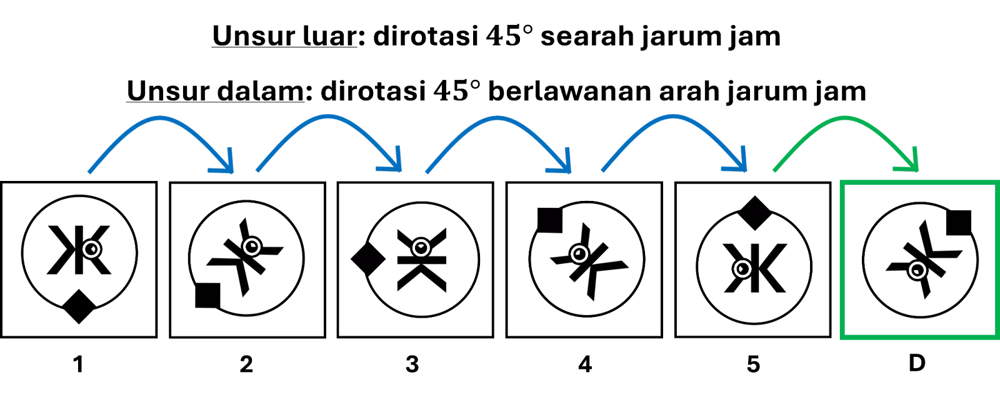 Unsur luar: dirotasi 45° searah jarum jam
Unsur dalam: dirotasi 45° berlawanan arah jarum jam
1 2 3 4 5 D